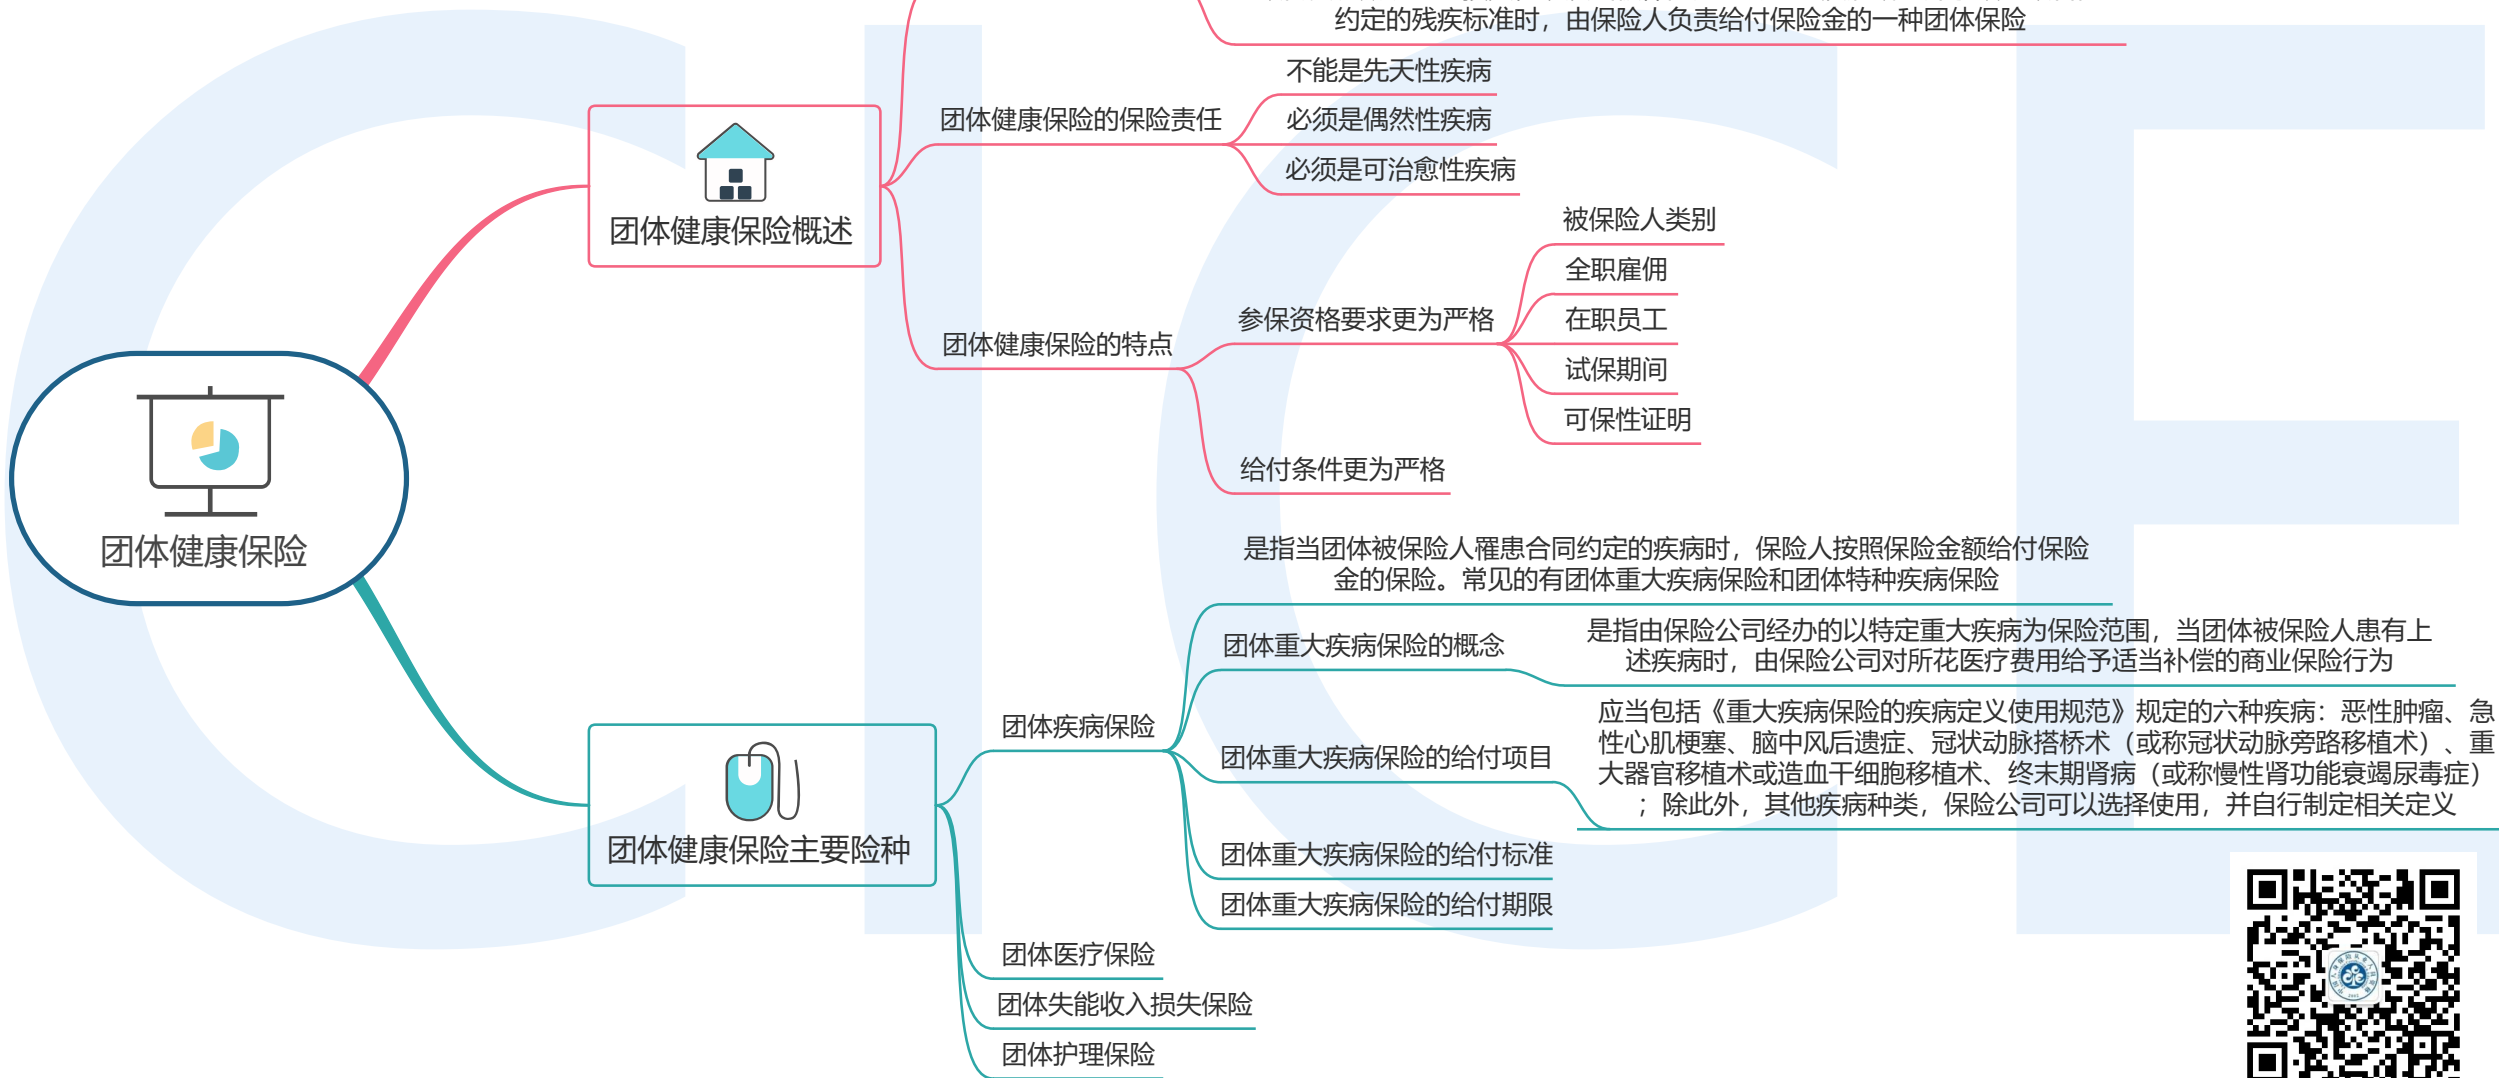 约定的残疾标准时，由保险人负责给付保险金的一种团体保险
不能是先天性疾病
团体健康保险的保险责任
必须是偶然性疾病
必须是可治愈性疾病
团体健康保险概述
被保险人类别
全职雇佣
参保资格要求更为严格
在职员工
团体健康保险的特点
试保期间
可保性证明
给付条件更为严格
团体健康保险
是指当团体被保险人罹患合同约定的疾病时，保险人按照保险金额给付保险
金的保险。常见的有团体重大疾病保险和团体特种疾病保险
团体重大疾病保险的概念
是指由保险公司经办的以特定重大疾病为保险范围，当团体被保险人患有上
述疾病时，由保险公司对所花医疗费用给予适当补偿的商业保险行为
团体疾病保险
团体重大疾病保险的给付项目
应当包括《重大疾病保险的疾病定义使用规范》规定的六种疾病：恶性肿瘤、急
性心肌梗塞、脑中风后遗症、冠状动脉搭桥术（或称冠状动脉旁路移植术）、重
大器官移植术或造血干细胞移植术、终末期肾病（或称慢性肾功能衰竭尿毒症）
；除此外，其他疾病种类，保险公司可以选择使用，并自行制定相关定义
团体健康保险主要险种
团体重大疾病保险的给付标准
团体重大疾病保险的给付期限
团体医疗保险
团体失能收入损失保险
团体护理保险
CICE